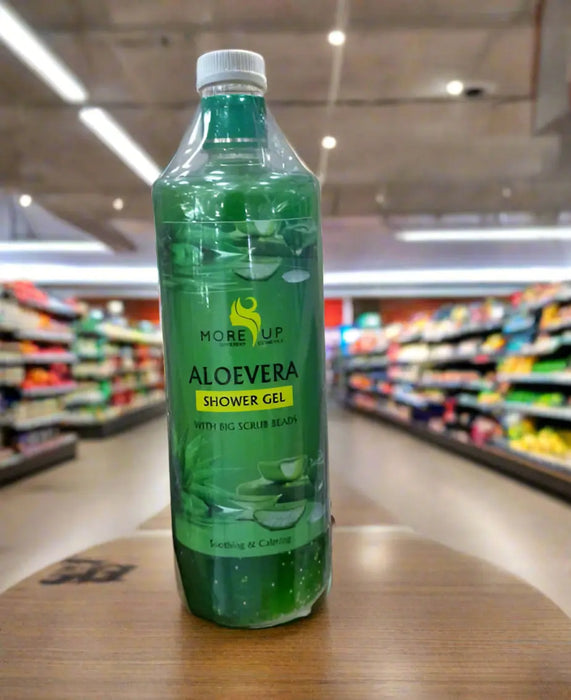 MORE UP
ALOEVERA
SHOWER GEL
WITH BIG SCRUB BEADS
Soothing & Calming